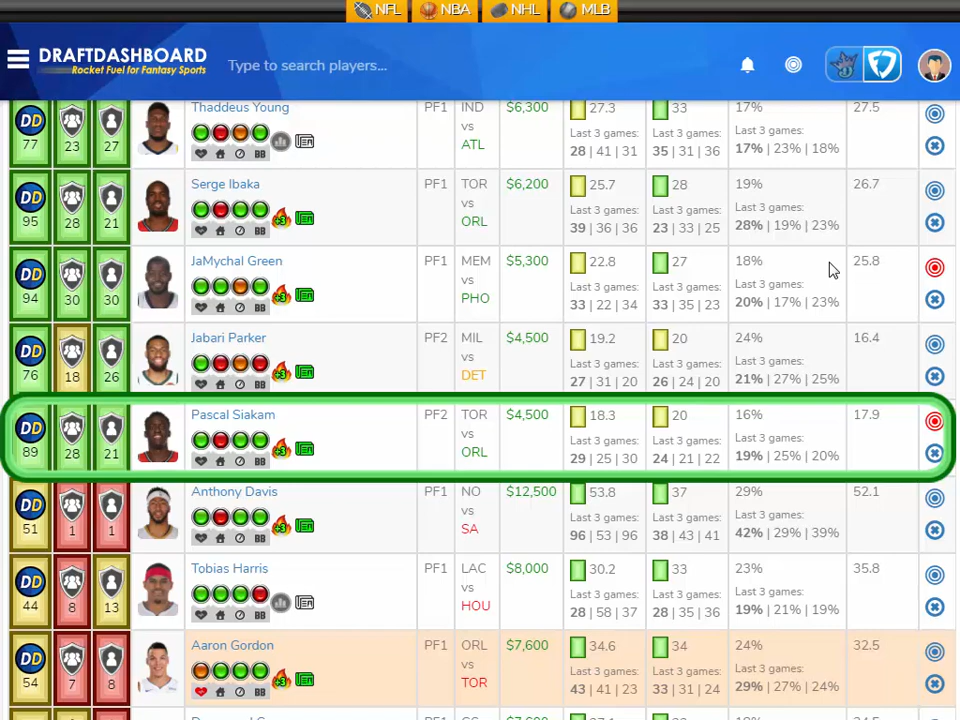 NFL NBA NHL MLB
DRAFTDASHBOARD
Rocket Fuel for Fantasy Sports
Type to search players...
DD 77 23 27 Thaddeus Young BB PF1 IND vs ATL $6,300 27.3 Last 3 games: 28 | 41 | 31 33 Last 3 games: 35 | 31 | 36 17% Last 3 games: 17% | 23% | 18% 27.5
DD 95 28 21 Serge Ibaka +3 BB PF1 TOR vs ORL $6,200 25.7 Last 3 games: 39 | 36 | 36 28 Last 3 games: 23 | 33 | 25 19% Last 3 games: 28% | 19% | 23% 26.7
DD 94 30 30 JaMychal Green +3 BB PF1 MEM vs PHO $5,300 22.8 Last 3 games: 33 | 22 | 34 27 Last 3 games: 33 | 35 | 23 18% Last 3 games: 20% | 17% | 23% 25.8
DD 76 18 26 Jabari Parker +3 BB PF2 MIL vs DET $4,500 19.2 Last 3 games: 27 | 31 | 20 20 Last 3 games: 26 | 24 | 20 24% Last 3 games: 21% | 27% | 25% 16.4
DD 89 28 21 Pascal Siakam +3 BB PF2 TOR vs ORL $4,500 18.3 Last 3 games: 29 | 25 | 30 20 Last 3 games: 24 | 21 | 22 16% Last 3 games: 19% | 25% | 20% 17.9
DD 51 1 1 Anthony Davis +3 BB PF1 NO vs SA $12,500 53.8 Last 3 games: 96 | 53 | 96 37 Last 3 games: 38 | 43 | 41 29% Last 3 games: 42% | 29% | 39% 52.1
DD 44 8 13 Tobias Harris BB PF1 LAC vs HOU $8,000 30.2 Last 3 games: 28 | 58 | 37 33 Last 3 games: 28 | 35 | 36 23% Last 3 games: 19% | 21% | 19% 35.8
DD 54 7 8 Aaron Gordon +3 BB PF1 ORL vs TOR $7,600 34.6 Last 3 games: 43 | 41 | 23 34 Last 3 games: 33 | 31 | 24 24% Last 3 games: 29% | 27% | 24% 32.5